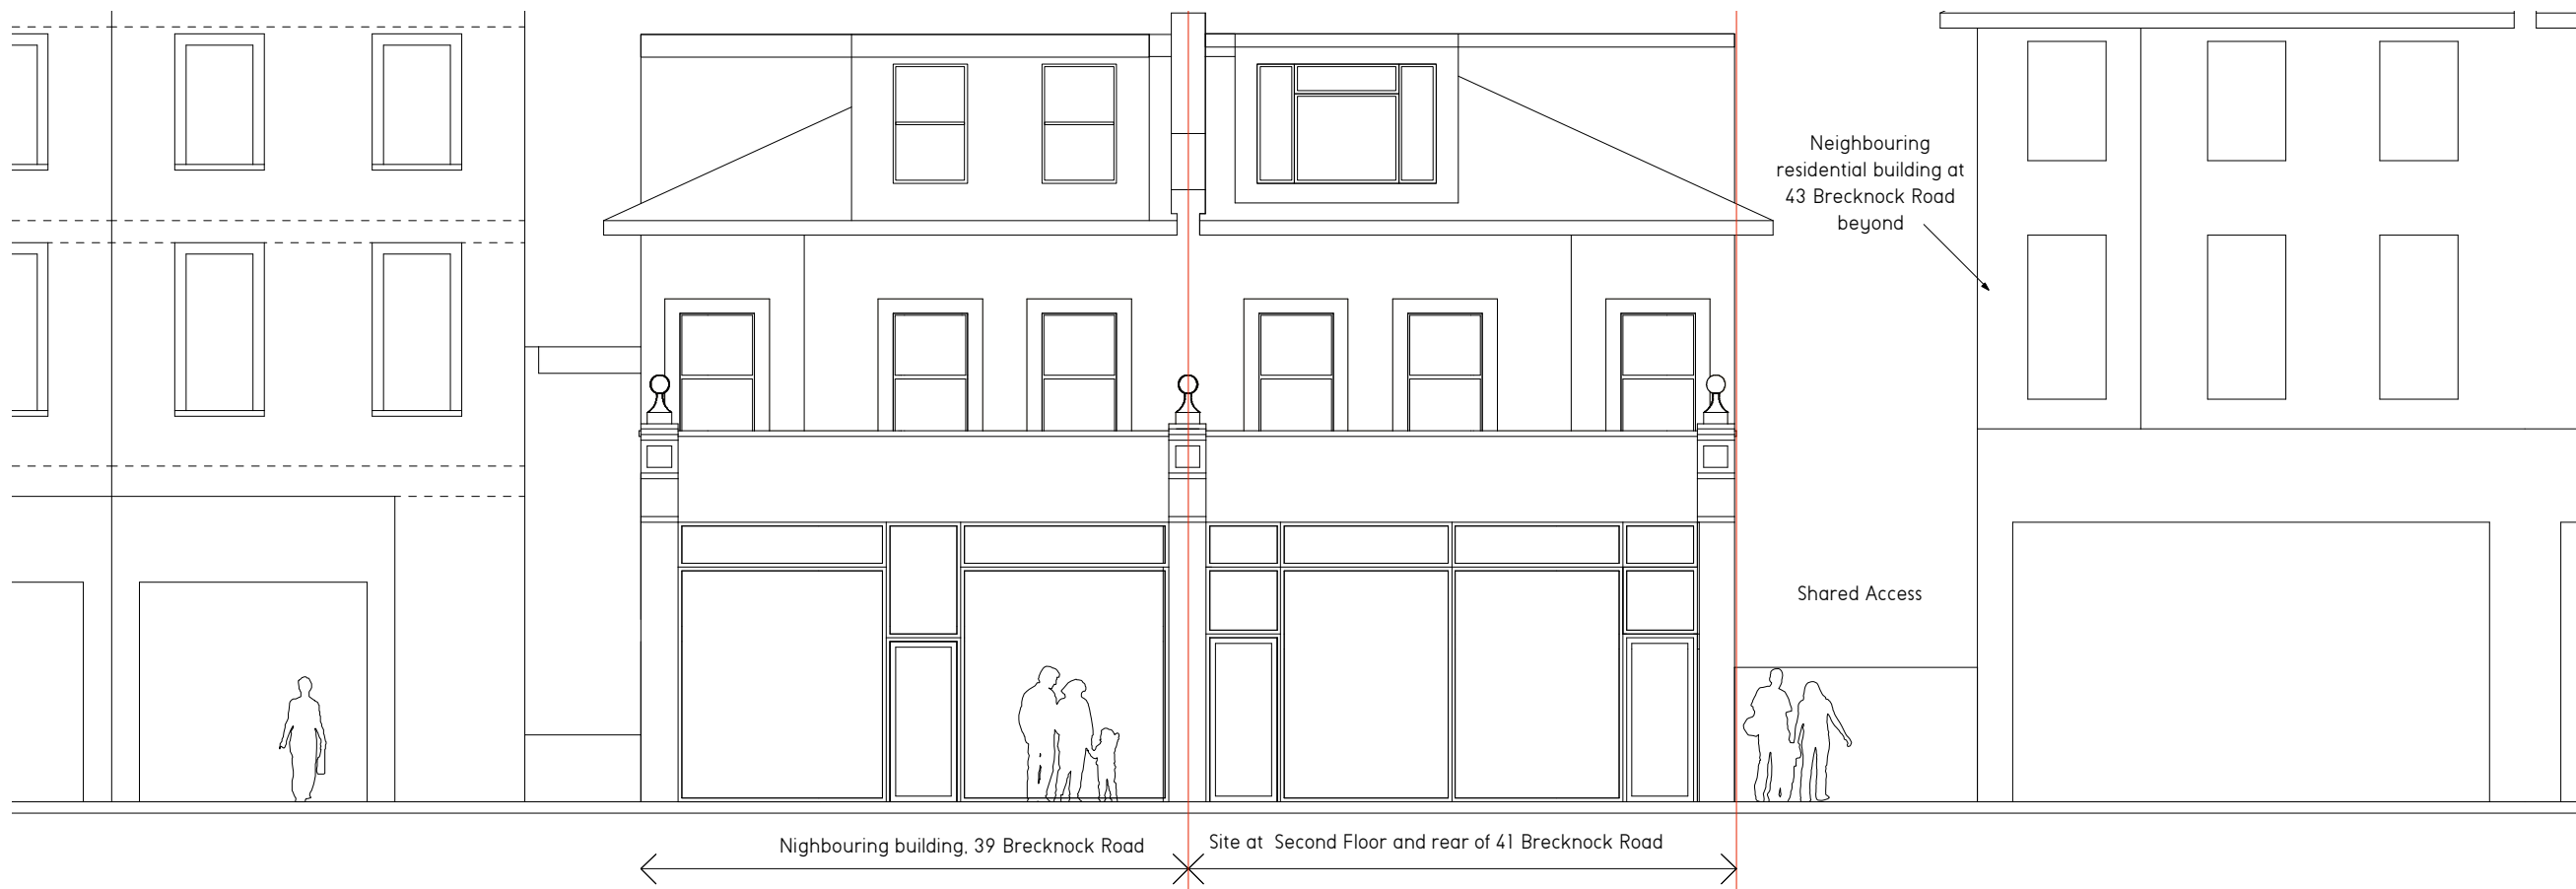 Neighbouring
residential building at
43 Brecknock Road
beyond
Shared Access
Nighbouring building, 39 Brecknock Road
Site at Second Floor and rear of 41 Brecknock Road